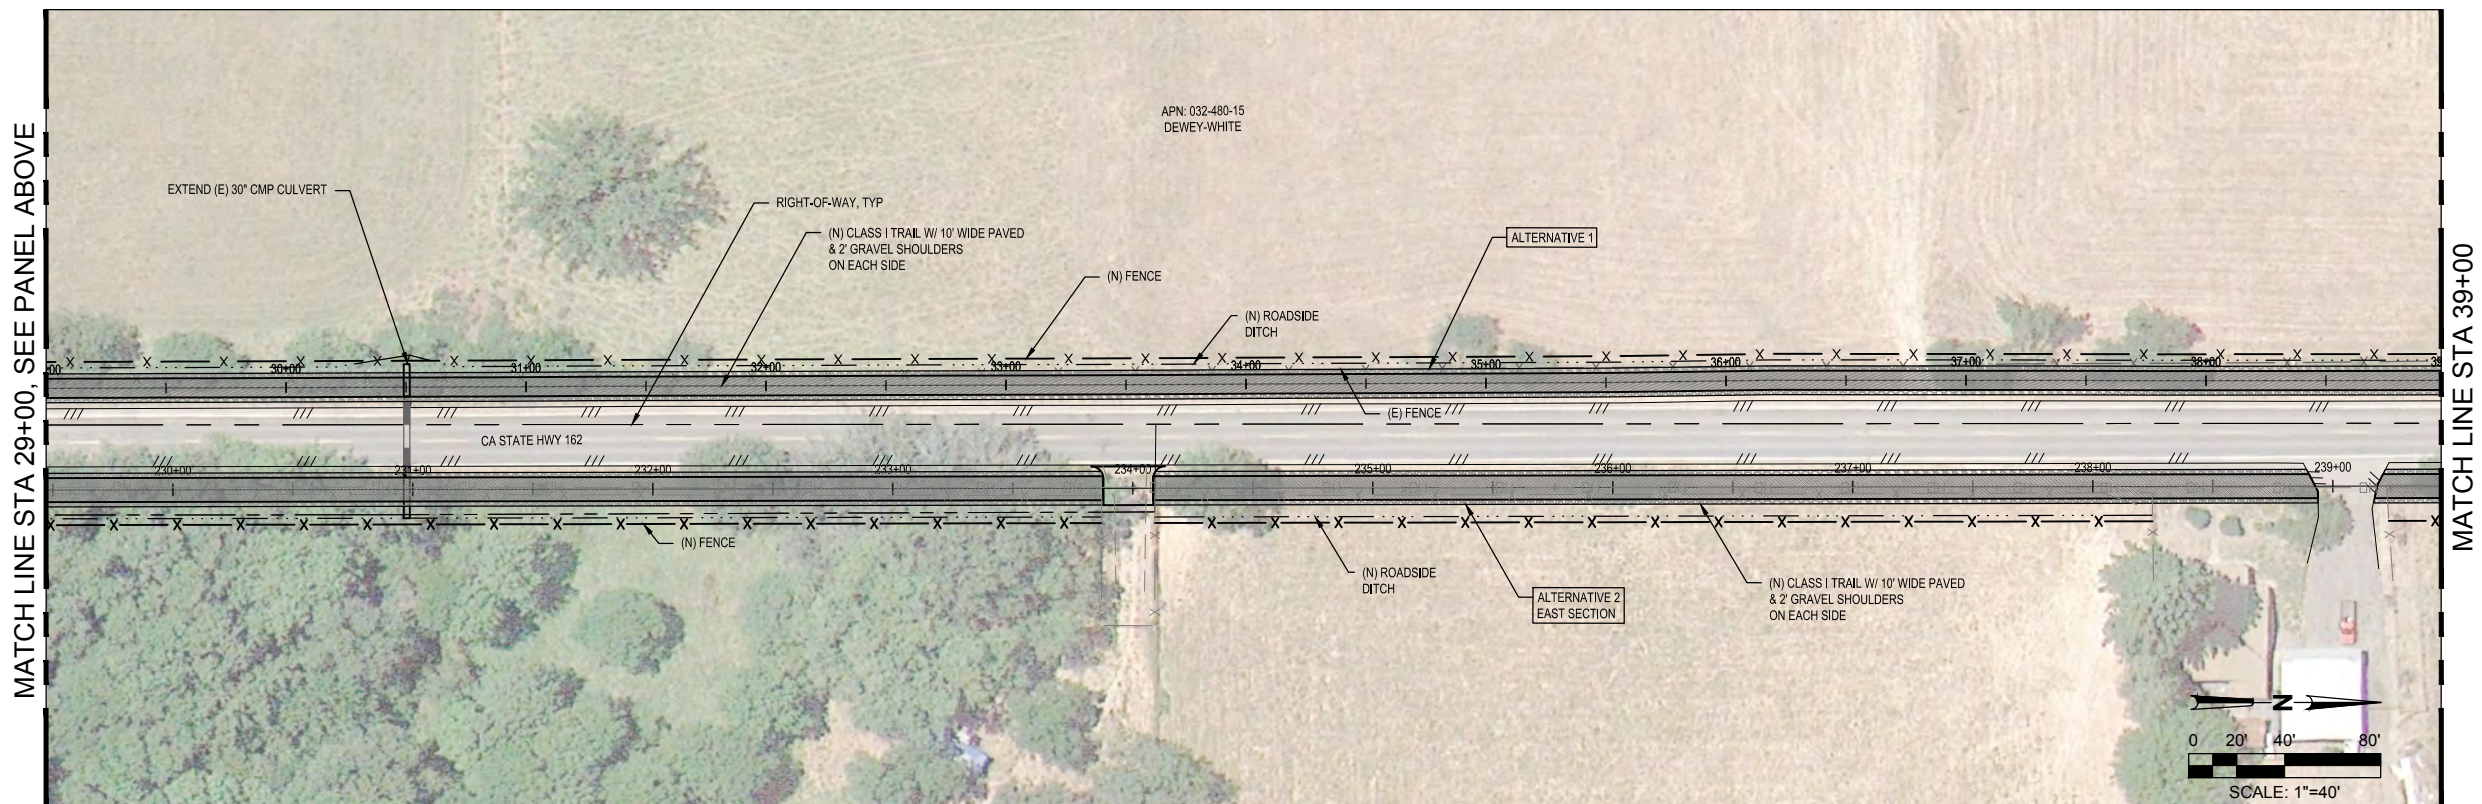 MATCH LINE STA 29+00, SEE PANEL ABOVE
APN: 032-480-15
DEWEY-WHITE
EXTEND (E) 30" CMP CULVERT
RIGHT-OF-WAY, TYP
(N) CLASS I TRAIL W/ 10' WIDE PAVED
& 2' GRAVEL SHOULDERS
ON EACH SIDE
(N) FENCE
(N) ROADSIDE
DITCH
ALTERNATIVE 1
00 30+00 31+00 32+00 33+00 34+00 35+00 36+00 37+00 38+00
(E) FENCE
CA STATE HWY 162
230+00 231+00 232+00 233+00 234+00 235+00 236+00 237+00 238+00 239+00
(N) FENCE
(N) ROADSIDE
DITCH
ALTERNATIVE 2
EAST SECTION
(N) CLASS I TRAIL W/ 10' WIDE PAVED
& 2' GRAVEL SHOULDERS
ON EACH SIDE
MATCH LINE STA 39+00
N
0 20' 40' 80'
SCALE: 1"=40'